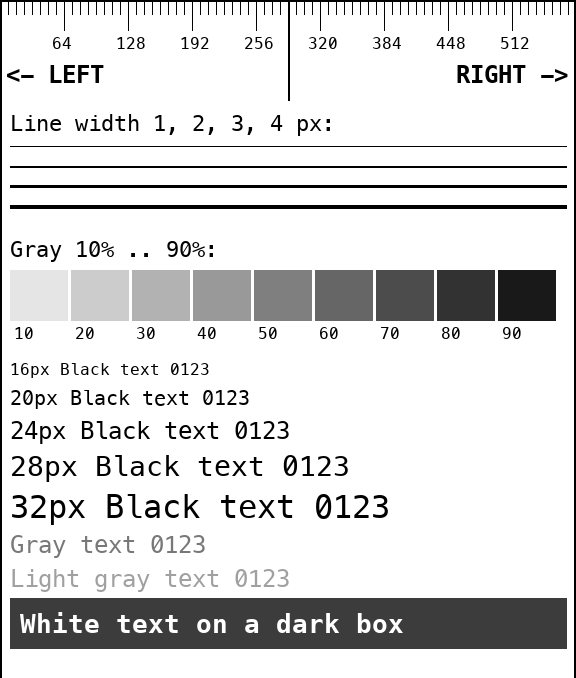 64 128 192 256 320 384 448 512
<− LEFT RIGHT −>
Line width 1, 2, 3, 4 px:
Gray 10% .. 90%:
10 20 30 40 50 60 70 80 90
16px Black text 0123
20px Black text 0123
24px Black text 0123
28px Black text 0123
32px Black text 0123
Gray text 0123
Light gray text 0123
White text on a dark box